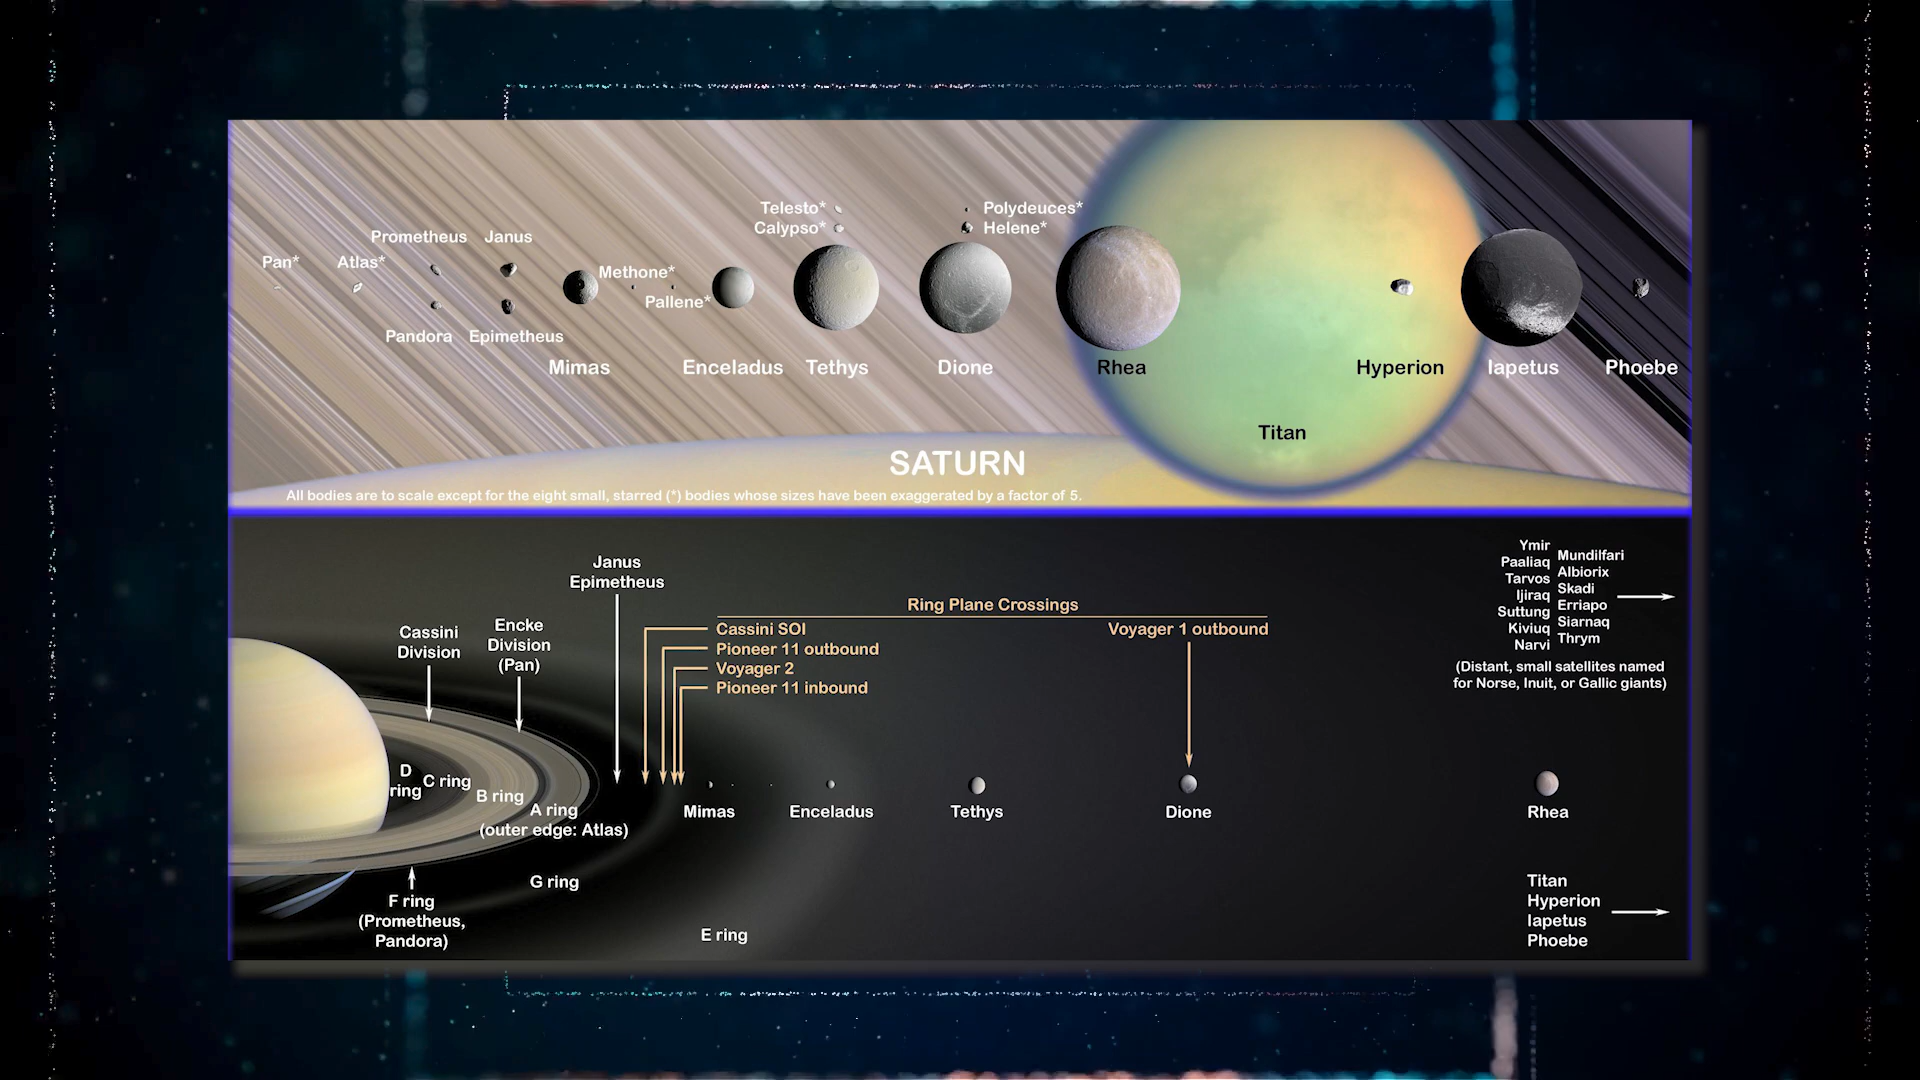 Telesto*
Polydeuces*
Calypso*
Helene*
Prometheus
Janus
Pan*
Atlas*
Methone*
Pallene*
Pandora
Epimetheus
Mimas
Enceladus
Tethys
Dione
Rhea
Hyperion
Iapetus
Phoebe
Titan
SATURN
All bodies are to scale except for the eight small, starred (*) bodies whose sizes have been exaggerated by a factor of 5.
Janus
Epimetheus
Cassini
Division
Encke
Division
(Pan)
Ring Plane Crossings
Cassini SOI
Pioneer 11 outbound
Voyager 2
Pioneer 11 inbound
Voyager 1 outbound
Ymir
Paaliaq
Tarvos
Ijiraq
Suttung
Kiviuq
Narvi
Mundilfari
Albiorix
Skadi
Erriapo
Siarnaq
Thrym
(Distant, small satellites named
for Norse, Inuit, or Gallic giants)
D
ring
C ring
B ring
A ring
(outer edge: Atlas)
Mimas
Enceladus
Tethys
Dione
Rhea
G ring
F ring
(Prometheus,
Pandora)
E ring
Titan
Hyperion
Iapetus
Phoebe